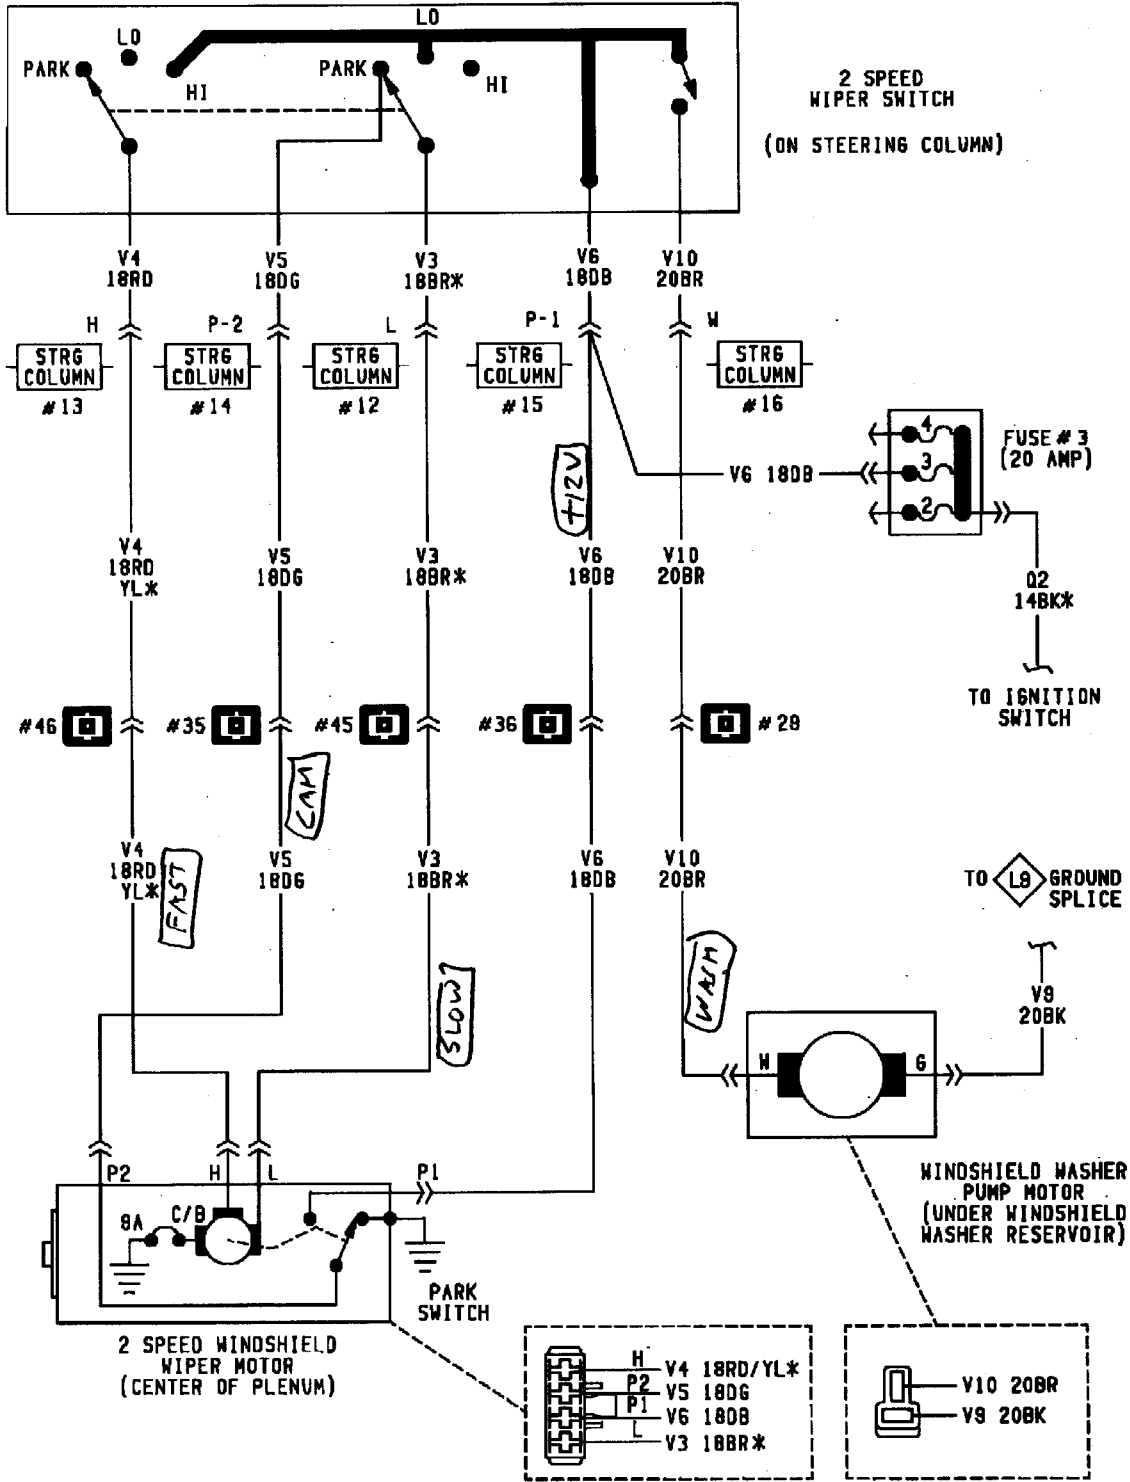 LO
LO
PARK
HI
PARK
HI
2 SPEED
WIPER SWITCH
(ON STEERING COLUMN)
V4
18RD
V5
18DG
V3
18BR*
V6
18DB
V10
20BR
H
P-2
L
P-1
W
STRG
COLUMN
#13
STRG
COLUMN
#14
STRG
COLUMN
#12
STRG
COLUMN
#15
STRG
COLUMN
#16
4
3
2
FUSE #3
(20 AMP)
V6 18DB
+12V
V4
18RD
YL*
V5
18DG
V3
18BR*
V6
18DB
V10
20BR
Q2
14BK*
TO IGNITION
SWITCH
#46
#35
#45
#36
#28
CAM
V4
18RD
YL*
FAST
V5
18DG
V3
18BR*
V6
18DB
V10
20BR
TO L9 GROUND
SPLICE
SLOW
WASH
V9
20BK
W
G
P2
H
L
P1
8A
C/B
PARK
SWITCH
WINDSHIELD WASHER
PUMP MOTOR
(UNDER WINDSHIELD
WASHER RESERVOIR)
2 SPEED WINDSHIELD
WIPER MOTOR
(CENTER OF PLENUM)
H
V4 18RD/YL*
P2
V5 18DG
P1
V6 18DB
L
V3 18BR*
V10 20BR
V9 20BK